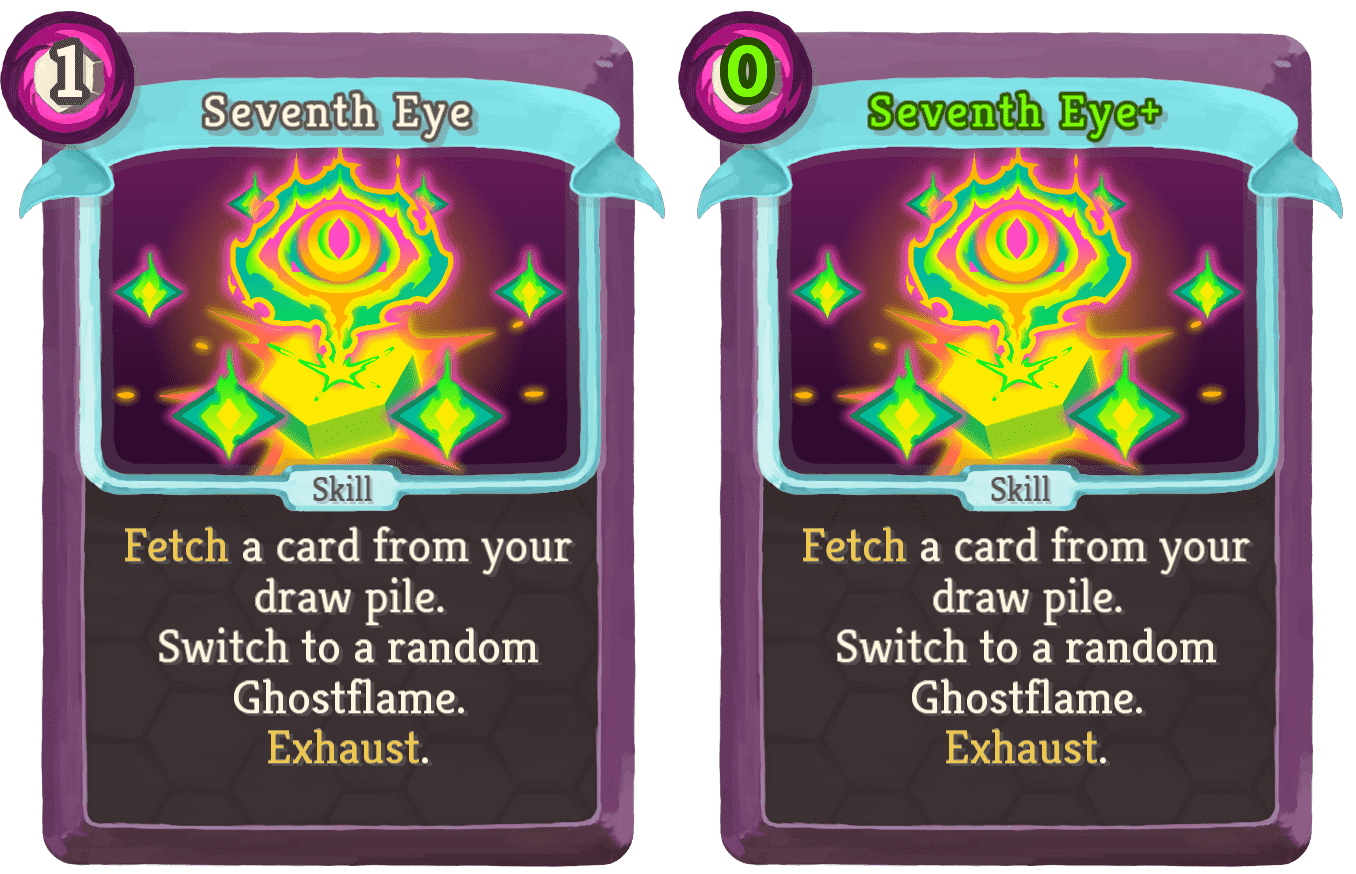 1
Seventh Eye
Skill
Fetch a card from your
draw pile.
Switch to a random
Ghostflame.
Exhaust.
0
Seventh Eye+
Skill
Fetch a card from your
draw pile.
Switch to a random
Ghostflame.
Exhaust.